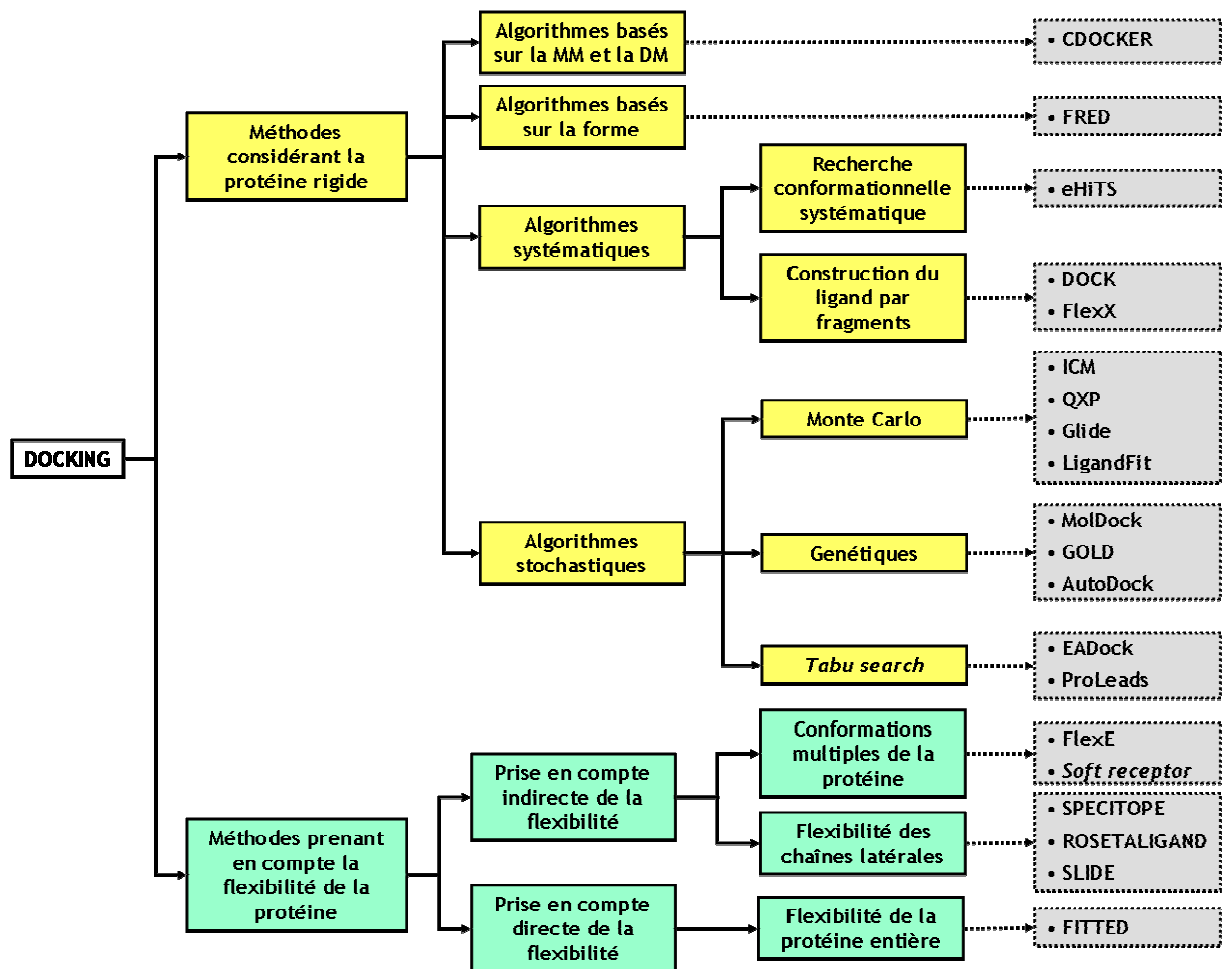 DOCKING
Méthodes
considérant la
protéine rigide
Algorithmes basés
sur la MM et la DM
• CDOCKER
Algorithmes basés
sur la forme
• FRED
Algorithmes
systématiques
Recherche
conformationnelle
systématique
• eHiTS
Construction du
ligand par
fragments
• DOCK
• FlexX
Algorithmes
stochastiques
Monte Carlo
• ICM
• QXP
• Glide
• LigandFit
Genétiques
• MolDock
• GOLD
• AutoDock
Tabu search
• EADock
• ProLeads
Méthodes prenant
en compte la
flexibilité de la
protéine
Prise en compte
indirecte de la
flexibilité
Conformations
multiples de la
protéine
• FlexE
• Soft receptor
Flexibilité des
chaînes latérales
• SPECITOPE
• ROSETALIGAND
• SLIDE
Prise en compte
directe de la
flexibilité
Flexibilité de la
protéine entière
• FITTED